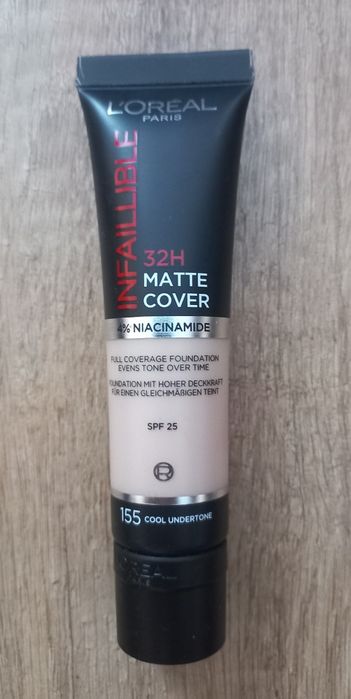 L'ORÉAL
PARIS
INFAILLIBLE
32H
MATTE
COVER
4% NIACINAMIDE
FULL COVERAGE FOUNDATION
EVENS TONE OVER TIME
FOUNDATION MIT HOHER DECKKRAFT
FÜR EINEN GLEICHMÄßIGEN TEINT
SPF 25
155 COOL UNDERTONE
L'ORÉAL